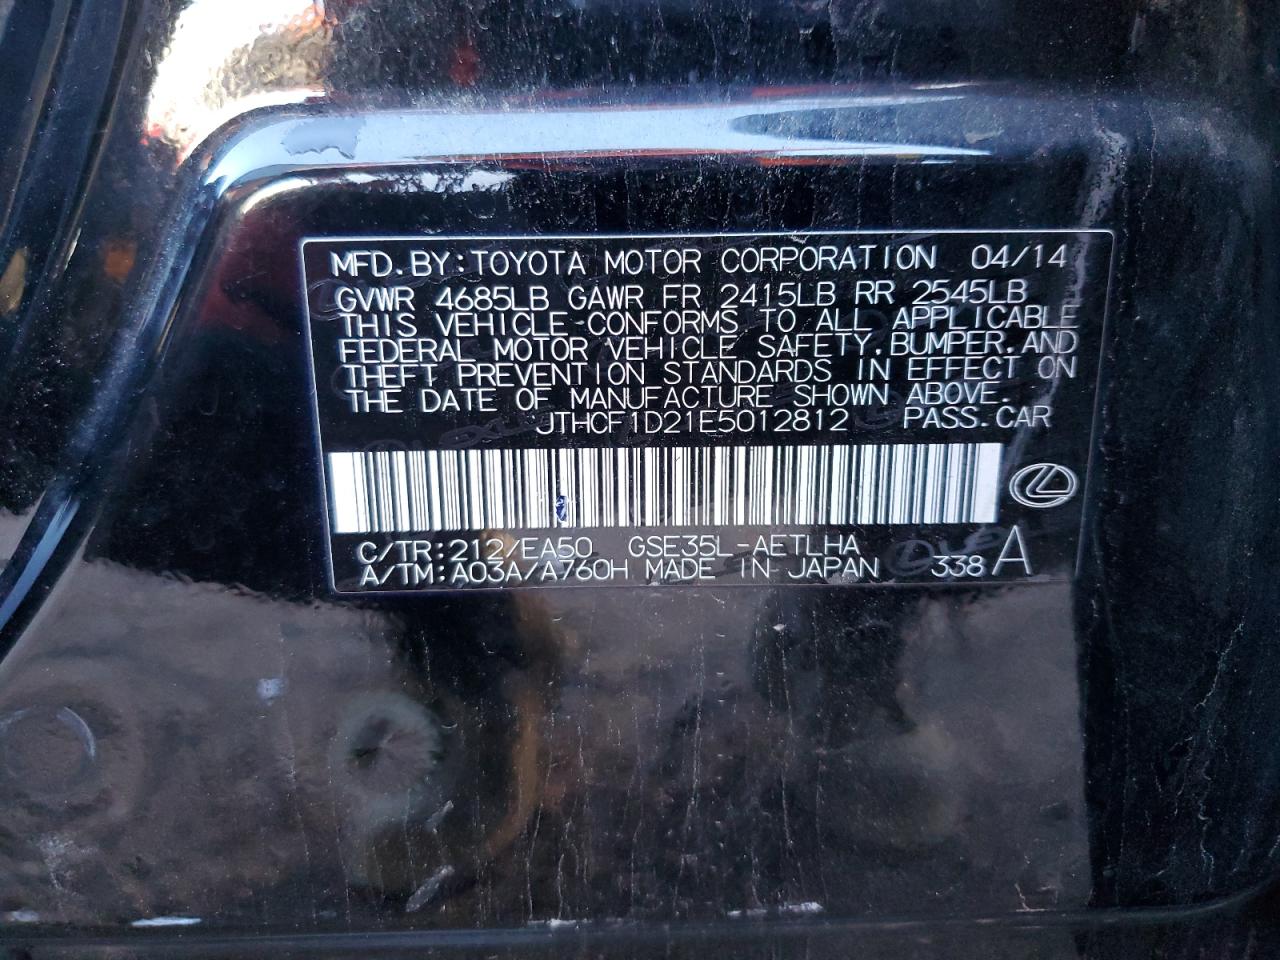 MFD. BY: TOYOTA MOTOR CORPORATION 04/14
GVWR 4685LB GAWR FR 2415LB RR 2545LB
THIS VEHICLE CONFORMS TO ALL APPLICABLE
FEDERAL MOTOR VEHICLE SAFETY, BUMPER, AND
THEFT PREVENTION STANDARDS IN EFFECT ON
THE DATE OF MANUFACTURE SHOWN ABOVE.
JTHCF1D21E5012812 PASS. CAR
C/TR: 212/EA50 GSE35L-AETLHA
A/TM: A03A/A760H MADE IN JAPAN 338 A